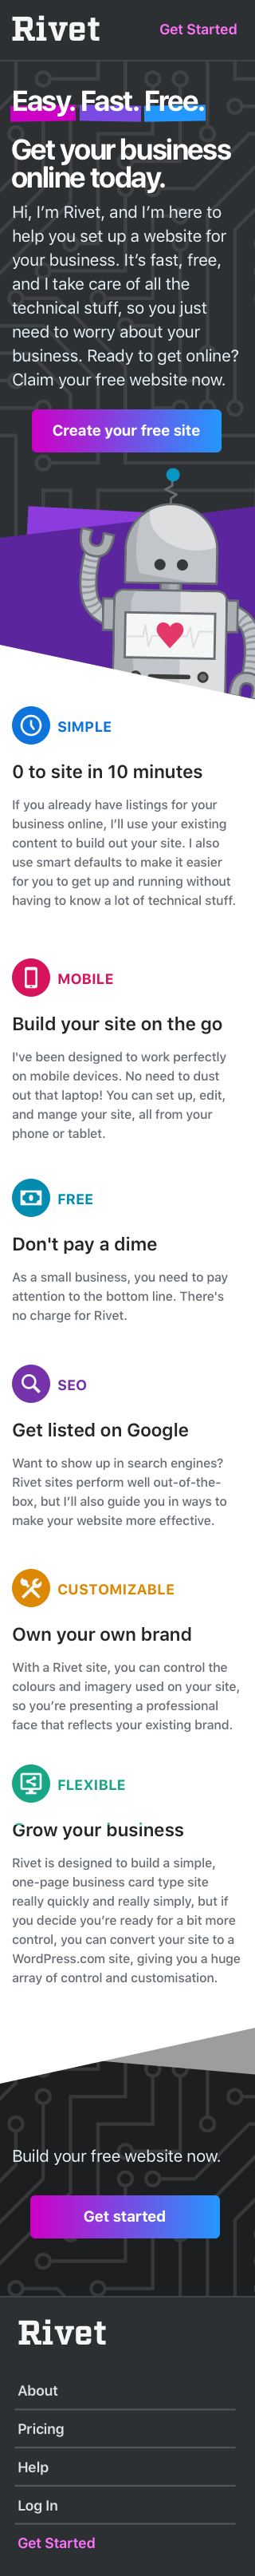 Rivet
Get Started
Easy. Fast. Free.
Get your business
online today.
Hi, I'm Rivet, and I'm here to
help you set up a website for
your business. It's fast, free,
and I take care of all the
technical stuff, so you just
need to worry about your
business. Ready to get online?
Claim your free website now.
Create your free site
SIMPLE
0 to site in 10 minutes
If you already have listings for your
business online, I'll use your existing
content to build out your site. I also
use smart defaults to make it easier
for you to get up and running without
having to know a lot of technical stuff.
MOBILE
Build your site on the go
I've been designed to work perfectly
on mobile devices. No need to dust
out that laptop! You can set up, edit,
and mange your site, all from your
phone or tablet.
FREE
Don't pay a dime
As a small business, you need to pay
attention to the bottom line. There's
no charge for Rivet.
SEO
Get listed on Google
Want to show up in search engines?
Rivet sites perform well out-of-the-
box, but I'll also guide you in ways to
make your website more effective.
CUSTOMIZABLE
Own your own brand
With a Rivet site, you can control the
colours and imagery used on your site,
so you're presenting a professional
face that reflects your existing brand.
FLEXIBLE
Grow your business
Rivet is designed to build a simple,
one-page business card type site
really quickly and really simply, but if
you decide you're ready for a bit more
control, you can convert your site to a
WordPress.com site, giving you a huge
array of control and customisation.
Build your free website now.
Get started
Rivet
About
Pricing
Help
Log In
Get Started